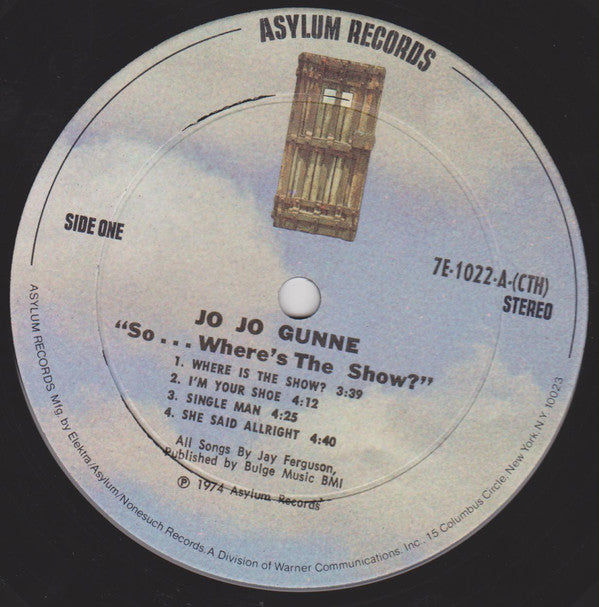 ASYLUM RECORDS
SIDE ONE
7E-1022-A-(CTH)
STEREO
JO JO GUNNE
"So... Where's The Show?"
1. WHERE IS THE SHOW? 3:39
2. I'M YOUR SHOE 4:12
3. SINGLE MAN 4:25
4. SHE SAID ALLRIGHT 4:40
All Songs By Jay Ferguson,
Published by Bulge Music BMI
℗ 1974 Asylum Records
ASYLUM RECORDS Mfg. by Elektra/Asylum/Nonesuch Records. A Division of Warner Communications, Inc., 15 Columbus Circle, New York, N.Y. 10023